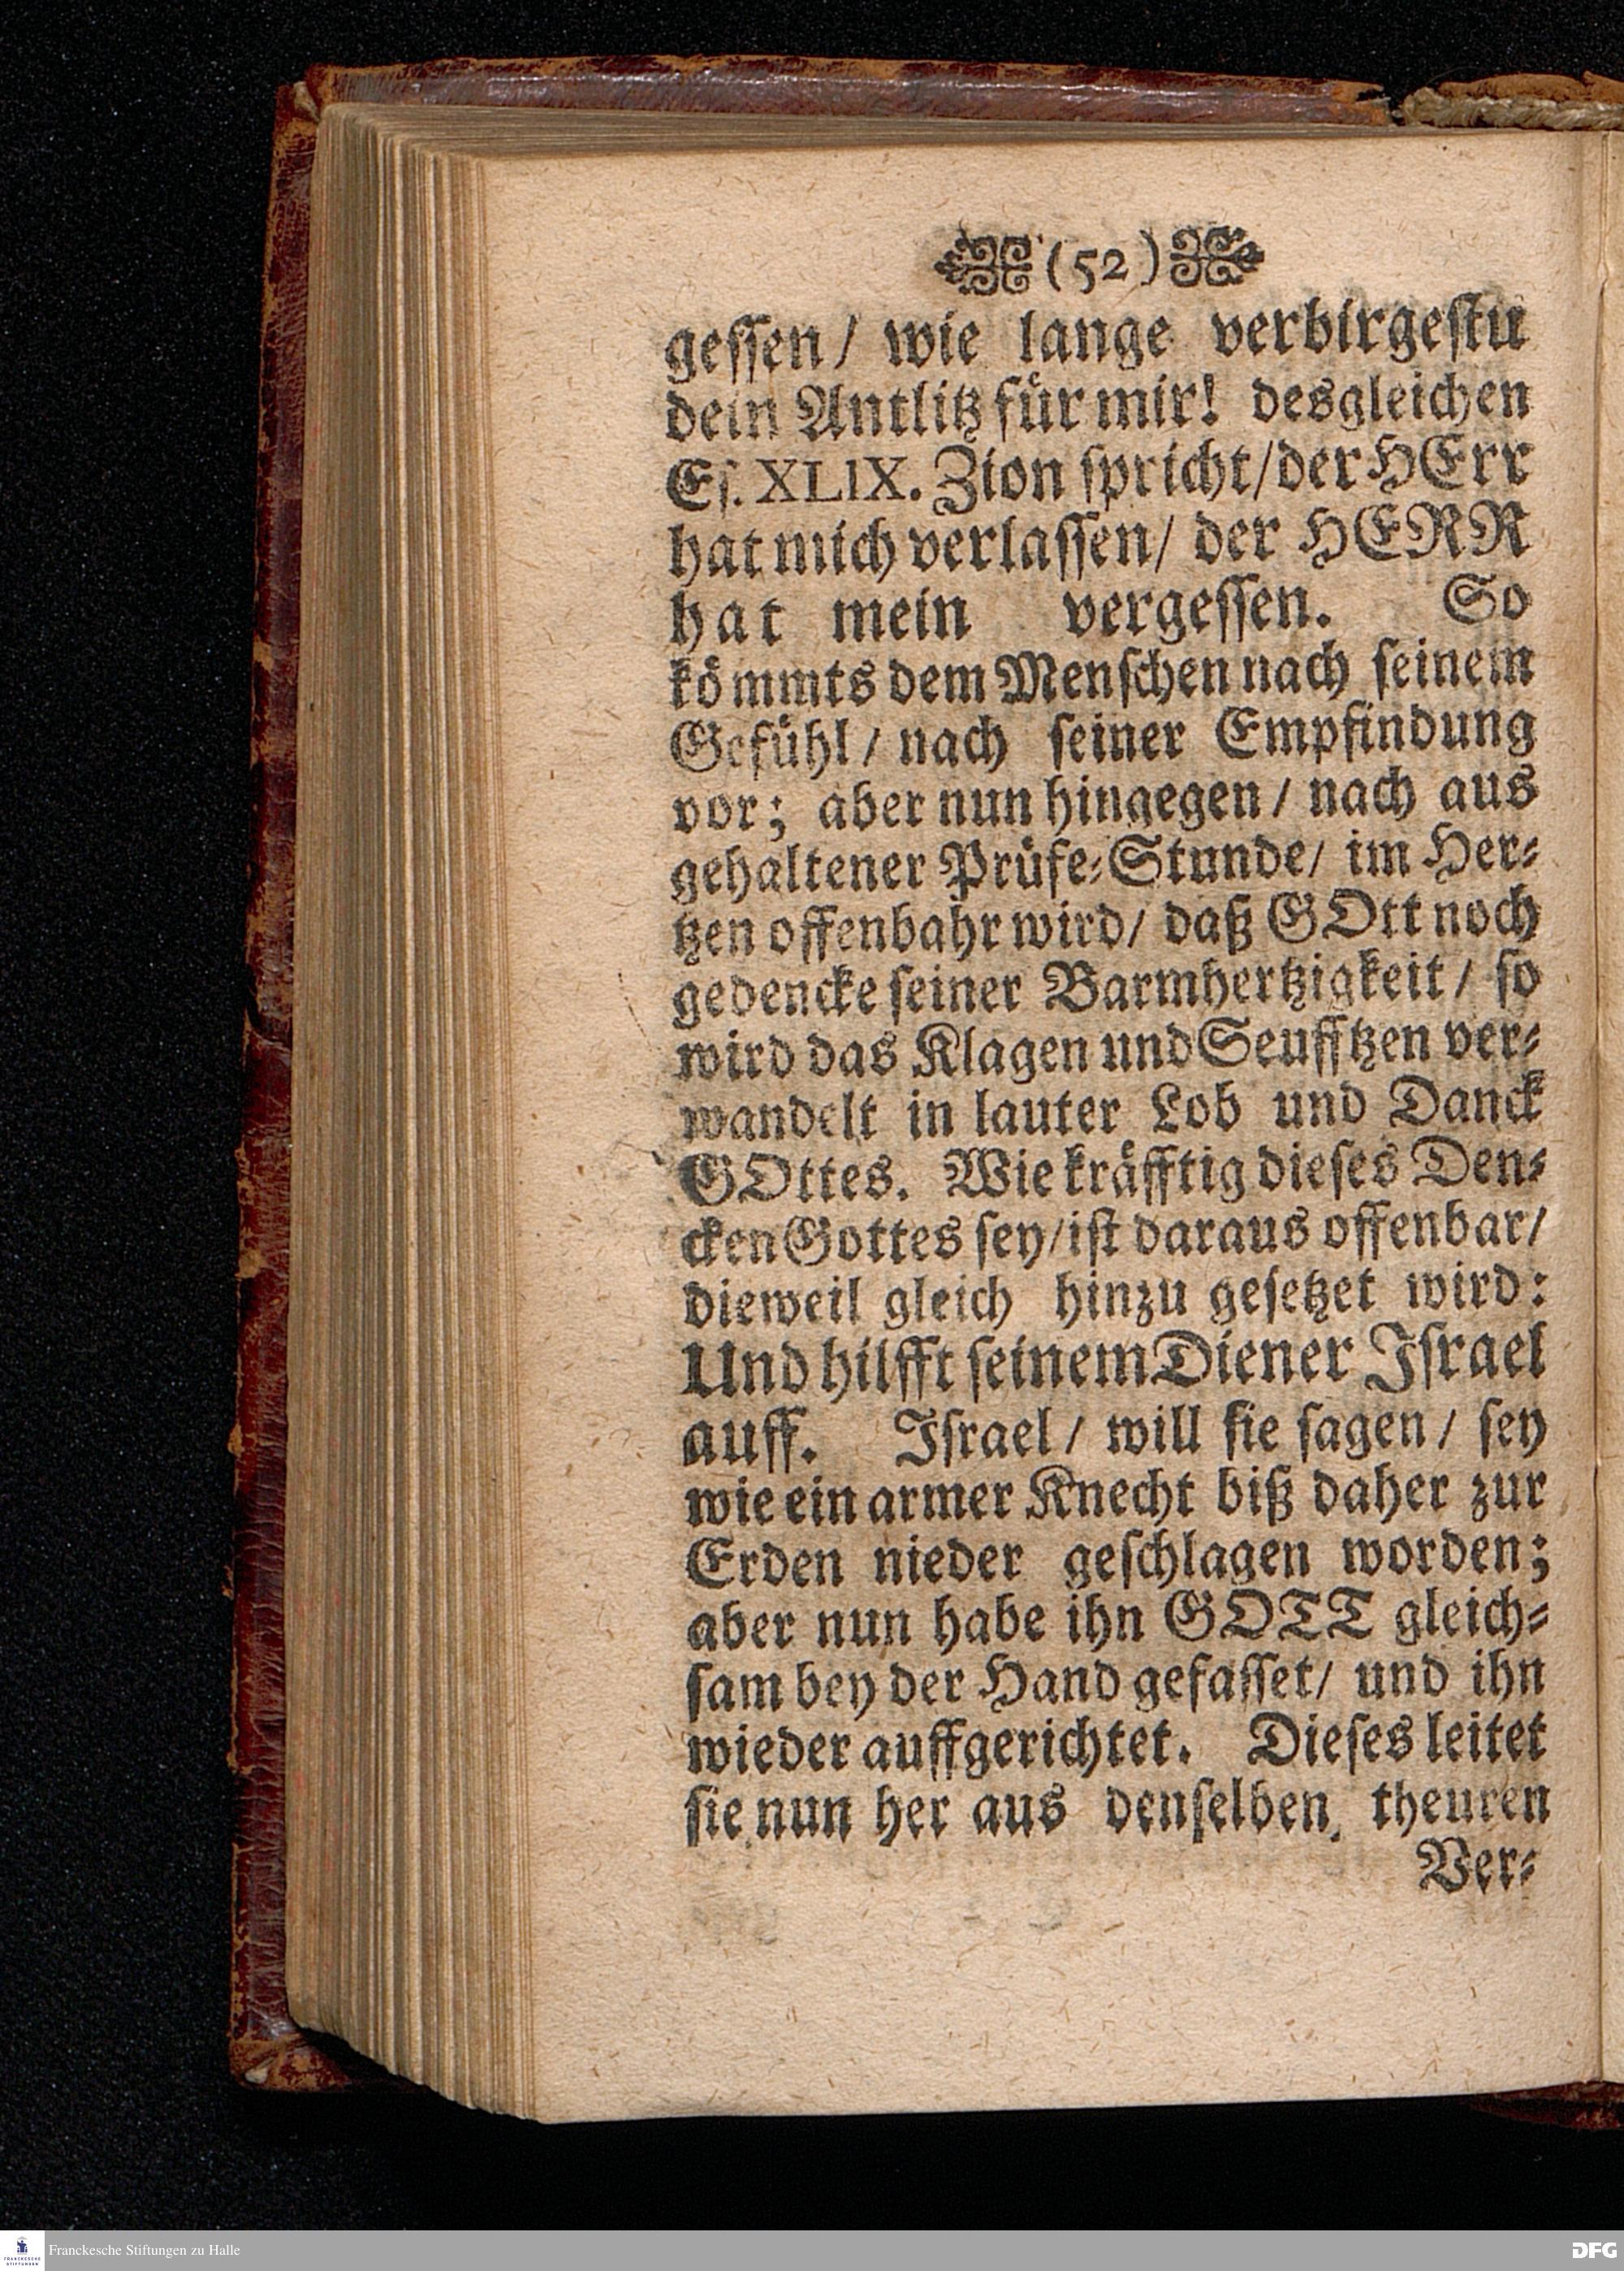 (52)
gessen/ wie lange verbirgestu
dein Antlitz für mir! desgleichen
Es. XLIX. Zion spricht/der HErr
hat mich verlassen/ der HERR
hat mein vergessen. So
kömmts dem Menschen nach seinem
Gefühl/ nach seiner Empfindung
vor; aber nun hingegen/ nach aus
gehaltener Prüfe-Stunde/ im Her-
tzen offenbahr wird/ daß GOtt noch
gedencke seiner Barmhertzigkeit/ so
wird das Klagen und Seufftzen ver-
wandelt in lauter Lob und Danck
GOttes. Wie kräfftig dieses Den-
cken Gottes sey/ist daraus offenbar/
dieweil gleich hinzu gesetzet wird:
Und hilfft seinem Diener Israel
auff. Israel/ will sie sagen/ sey
wie ein armer Knecht biß daher zur
Erden nieder geschlagen worden;
aber nun habe ihn GOTT gleich-
sam bey der Hand gefasset/ und ihn
wieder auffgerichtet. Dieses leitet
sie nun her aus denselben theuren
Ver-
Franckesche Stiftungen zu Halle
DFG